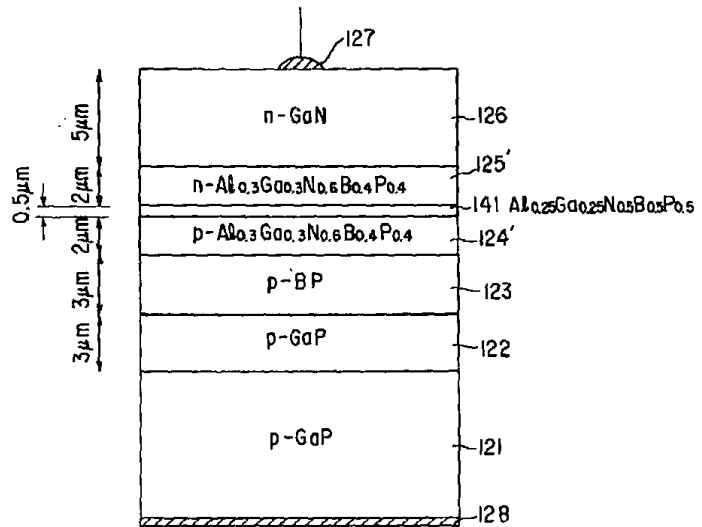 127
5μm
n-GaN
126
125'
2μm
n-Al0.3Ga0.3N0.6B0.4P0.4
0.5μm
141 Al0.25Ga0.25N0.5B0.5P0.5
2μm
p-Al0.3Ga0.3N0.6B0.4P0.4
124'
3μm
p-BP
123
3μm
p-GaP
122
p-GaP
121
128